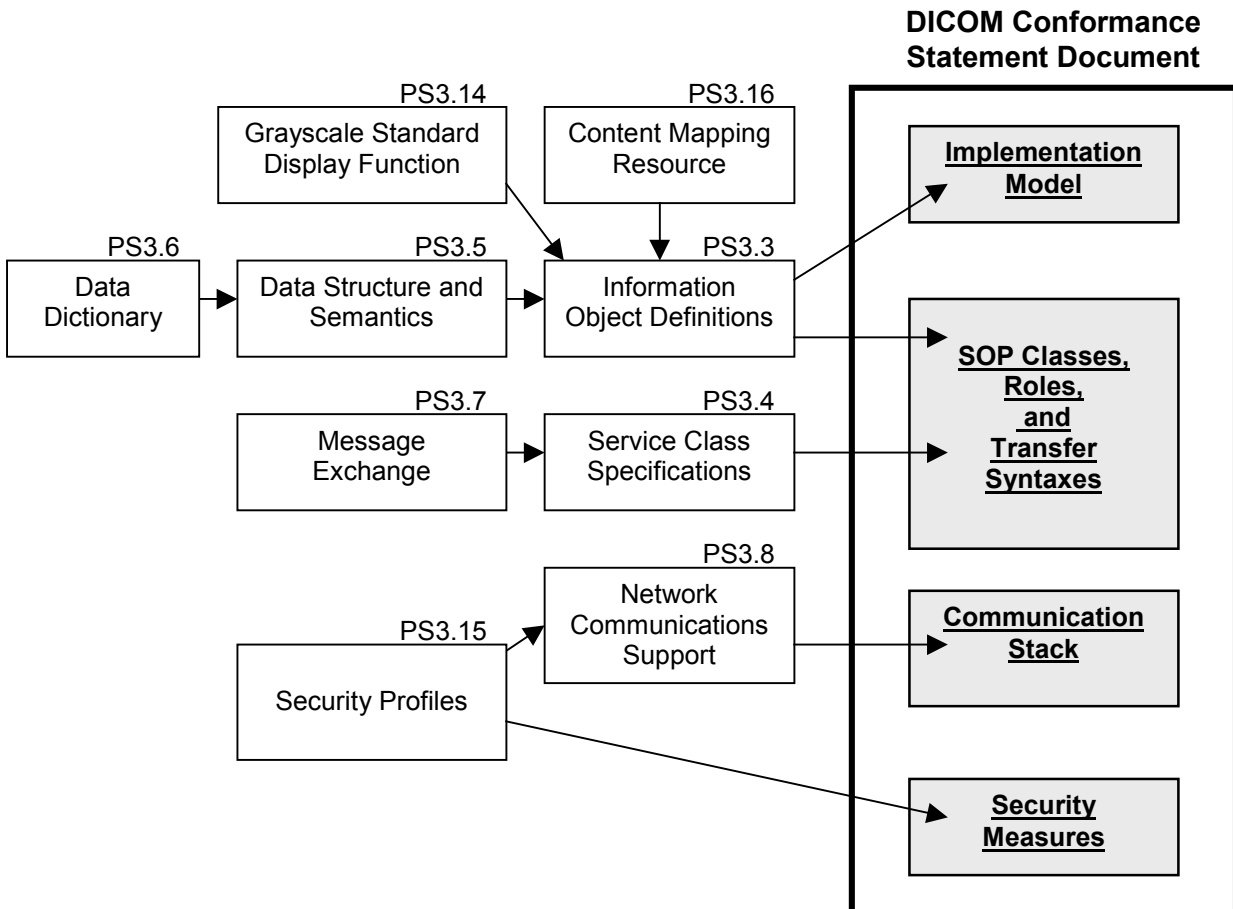 DICOM Conformance
Statement Document
PS3.14
Grayscale Standard
Display Function
PS3.16
Content Mapping
Resource
Implementation
Model
PS3.6
Data
Dictionary
PS3.5
Data Structure and
Semantics
PS3.3
Information
Object Definitions
SOP Classes,
Roles,
and
Transfer
Syntaxes
PS3.7
Message
Exchange
PS3.4
Service Class
Specifications
PS3.8
Network
Communications
Support
Communication
Stack
PS3.15
Security Profiles
Security
Measures